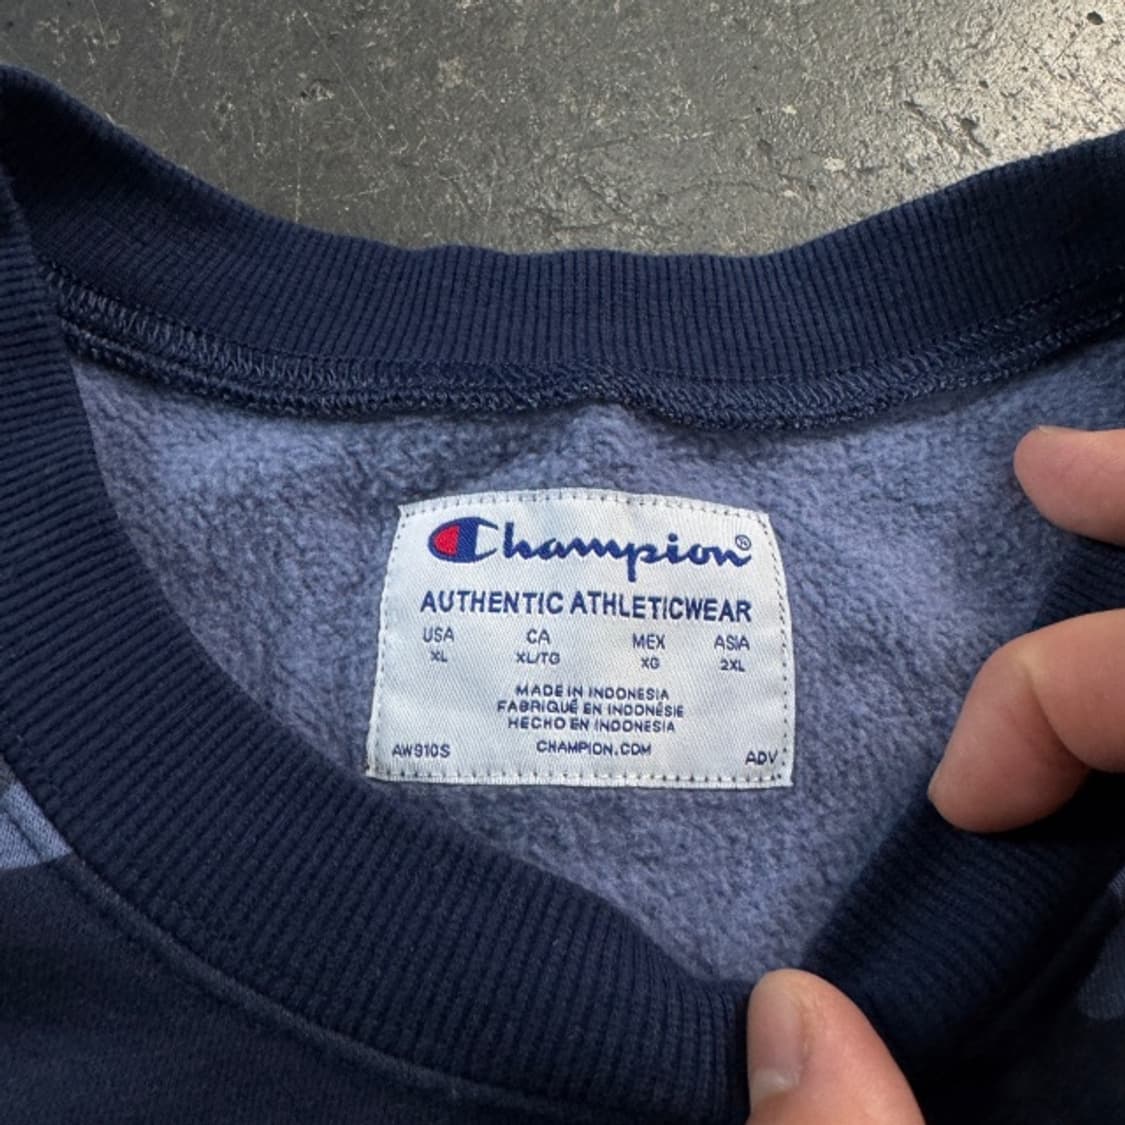 Champion®
AUTHENTIC ATHLETICWEAR
USA CA MEX ASIA
XL XL/TG XG 2XL
MADE IN INDONESIA
FABRIQUÉ EN INDONÉSIE
HECHO EN INDONESIA
AW910S CHAMPION.COM ADV